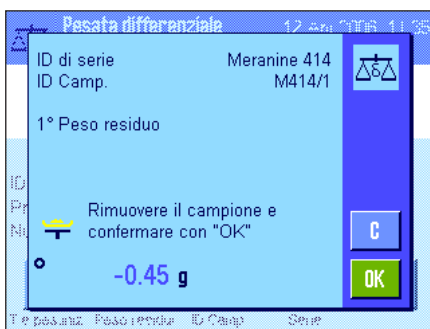 Pesata differenziale
ID di serie Meranine 414
ID Camp. M414/1
1° Peso residuo
Rimuovere il campione e
confermare con "OK"
C
-0.45 g
OK